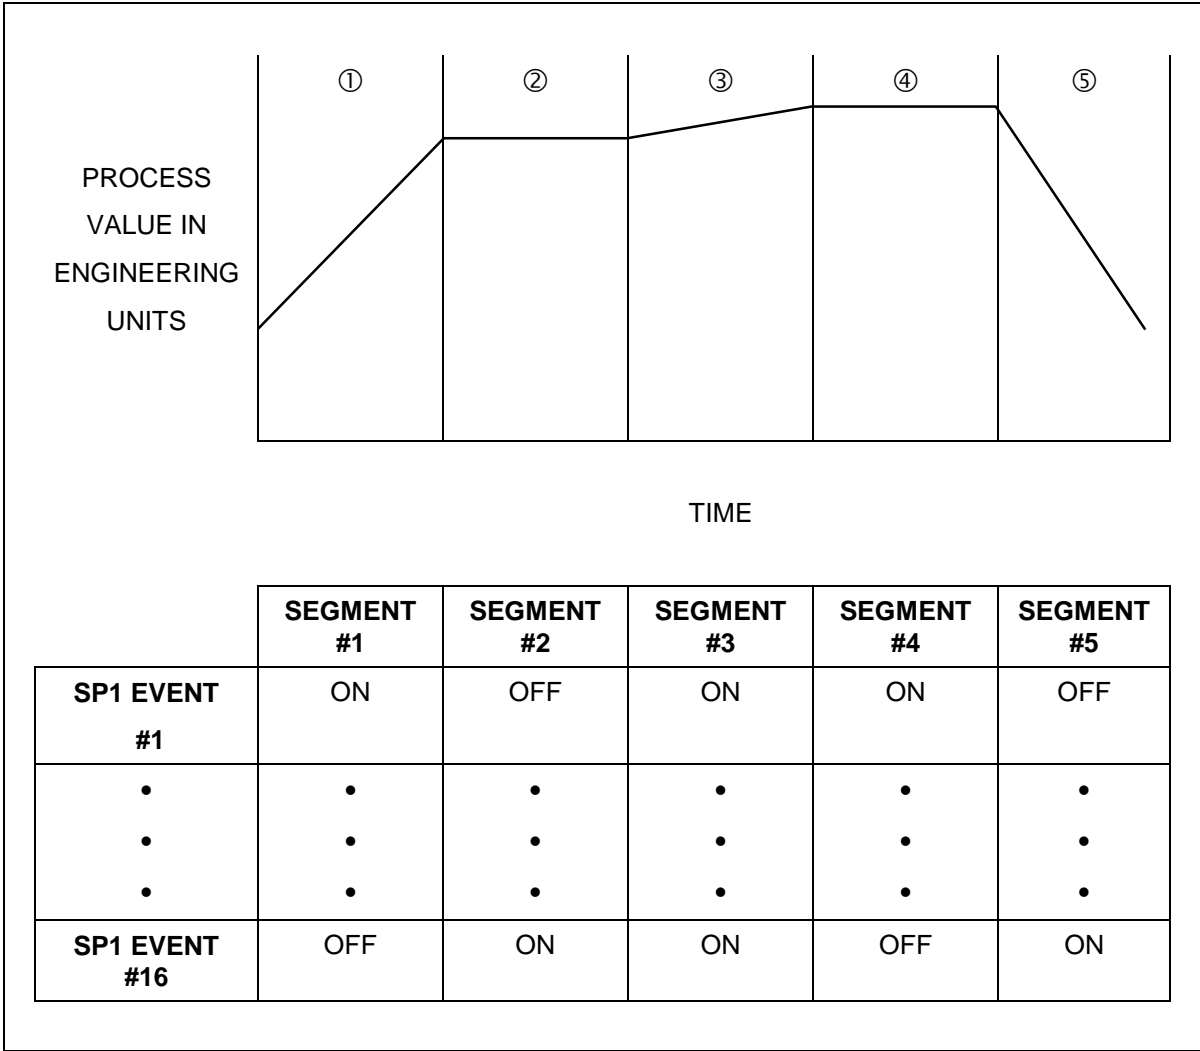 ① ② ③ ④ ⑤
PROCESS
VALUE IN
ENGINEERING
UNITS
TIME
SEGMENT #1 SEGMENT #2 SEGMENT #3 SEGMENT #4 SEGMENT #5
SP1 EVENT #1 ON OFF ON ON OFF
• • • • • •
• • • • • •
• • • • • •
SP1 EVENT #16 OFF ON ON OFF ON